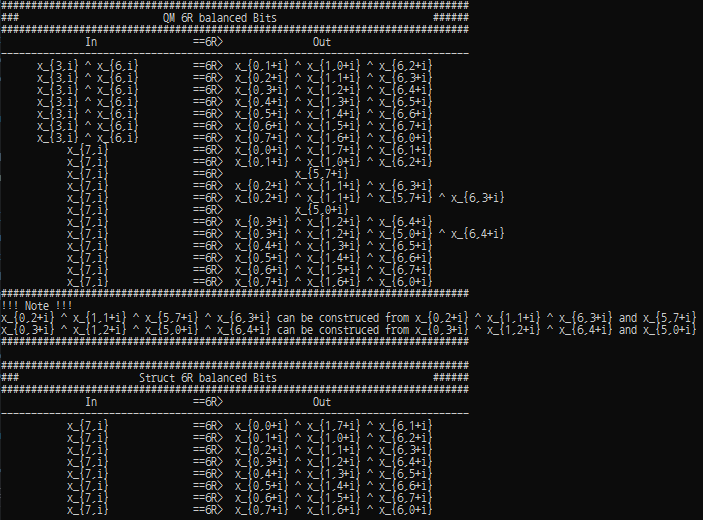 ##############################################################################
### QM 6R balanced Bits ######
##############################################################################
In ==6R> Out
------------------------------------------------------------------------------
x_{3,i} ^ x_{6,i} ==6R> x_{0,1+i} ^ x_{1,0+i} ^ x_{6,2+i}
x_{3,i} ^ x_{6,i} ==6R> x_{0,2+i} ^ x_{1,1+i} ^ x_{6,3+i}
x_{3,i} ^ x_{6,i} ==6R> x_{0,3+i} ^ x_{1,2+i} ^ x_{6,4+i}
x_{3,i} ^ x_{6,i} ==6R> x_{0,4+i} ^ x_{1,3+i} ^ x_{6,5+i}
x_{3,i} ^ x_{6,i} ==6R> x_{0,5+i} ^ x_{1,4+i} ^ x_{6,6+i}
x_{3,i} ^ x_{6,i} ==6R> x_{0,6+i} ^ x_{1,5+i} ^ x_{6,7+i}
x_{3,i} ^ x_{6,i} ==6R> x_{0,7+i} ^ x_{1,6+i} ^ x_{6,0+i}
x_{7,i} ==6R> x_{0,0+i} ^ x_{1,7+i} ^ x_{6,1+i}
x_{7,i} ==6R> x_{0,1+i} ^ x_{1,0+i} ^ x_{6,2+i}
x_{7,i} ==6R> x_{5,7+i}
x_{7,i} ==6R> x_{0,2+i} ^ x_{1,1+i} ^ x_{6,3+i}
x_{7,i} ==6R> x_{0,2+i} ^ x_{1,1+i} ^ x_{5,7+i} ^ x_{6,3+i}
x_{7,i} ==6R> x_{5,0+i}
x_{7,i} ==6R> x_{0,3+i} ^ x_{1,2+i} ^ x_{6,4+i}
x_{7,i} ==6R> x_{0,3+i} ^ x_{1,2+i} ^ x_{5,0+i} ^ x_{6,4+i}
x_{7,i} ==6R> x_{0,4+i} ^ x_{1,3+i} ^ x_{6,5+i}
x_{7,i} ==6R> x_{0,5+i} ^ x_{1,4+i} ^ x_{6,6+i}
x_{7,i} ==6R> x_{0,6+i} ^ x_{1,5+i} ^ x_{6,7+i}
x_{7,i} ==6R> x_{0,7+i} ^ x_{1,6+i} ^ x_{6,0+i}
##############################################################################
!!! Note !!!
x_{0,2+i} ^ x_{1,1+i} ^ x_{5,7+i} ^ x_{6,3+i} can be construced from x_{0,2+i} ^ x_{1,1+i} ^ x_{6,3+i} and x_{5,7+i}
x_{0,3+i} ^ x_{1,2+i} ^ x_{5,0+i} ^ x_{6,4+i} can be construced from x_{0,3+i} ^ x_{1,2+i} ^ x_{6,4+i} and x_{5,0+i}
##############################################################################
##############################################################################
### Struct 6R balanced Bits ######
##############################################################################
In ==6R> Out
------------------------------------------------------------------------------
x_{7,i} ==6R> x_{0,0+i} ^ x_{1,7+i} ^ x_{6,1+i}
x_{7,i} ==6R> x_{0,1+i} ^ x_{1,0+i} ^ x_{6,2+i}
x_{7,i} ==6R> x_{0,2+i} ^ x_{1,1+i} ^ x_{6,3+i}
x_{7,i} ==6R> x_{0,3+i} ^ x_{1,2+i} ^ x_{6,4+i}
x_{7,i} ==6R> x_{0,4+i} ^ x_{1,3+i} ^ x_{6,5+i}
x_{7,i} ==6R> x_{0,5+i} ^ x_{1,4+i} ^ x_{6,6+i}
x_{7,i} ==6R> x_{0,6+i} ^ x_{1,5+i} ^ x_{6,7+i}
x_{7,i} ==6R> x_{0,7+i} ^ x_{1,6+i} ^ x_{6,0+i}